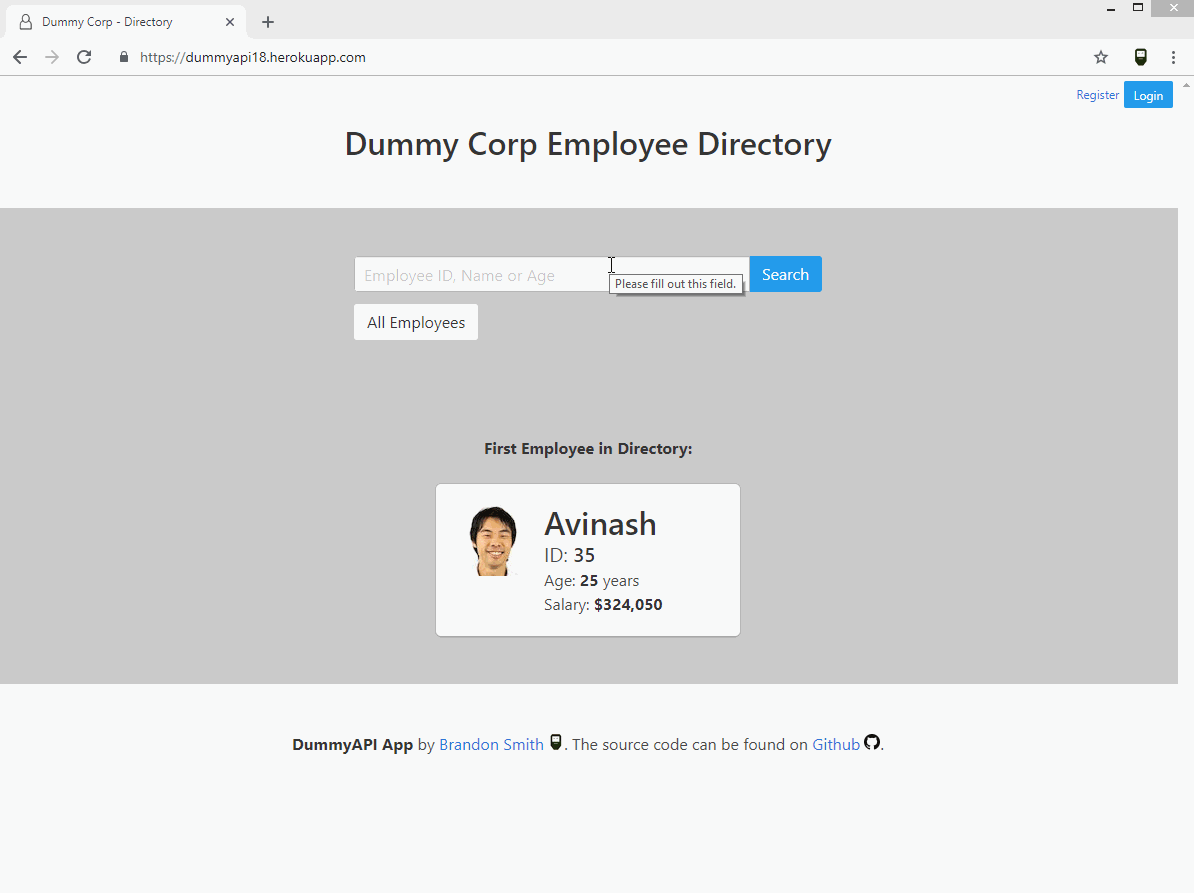 Dummy Corp - Directory
https://dummyapi18.herokuapp.com
Register Login
Dummy Corp Employee Directory
Employee ID, Name or Age
Search
Please fill out this field.
All Employees
First Employee in Directory:
Avinash
ID: 35
Age: 25 years
Salary: $324,050
DummyAPI App by Brandon Smith . The source code can be found on Github .